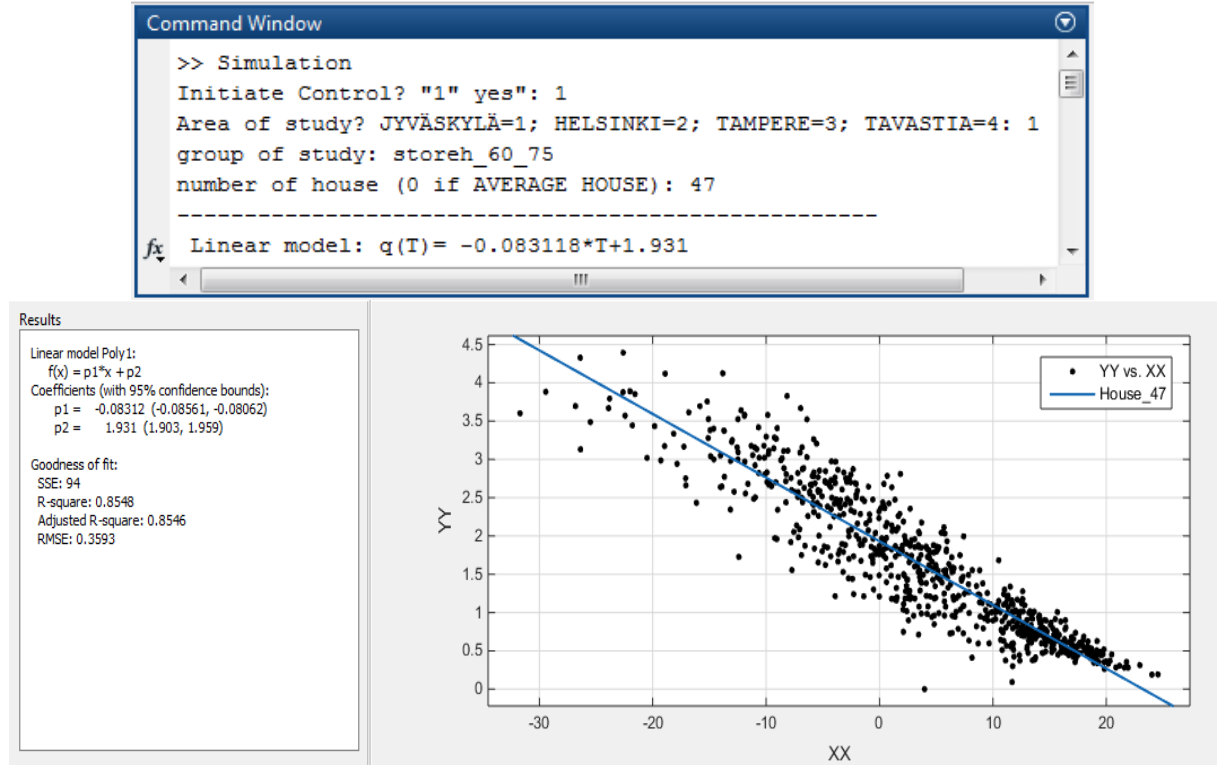 Command Window
>> Simulation
Initiate Control? "1" yes": 1
Area of study? JYVÄSKYLÄ=1; HELSINKI=2; TAMPERE=3; TAVASTIA=4: 1
group of study: storeh_60_75
number of house (0 if AVERAGE HOUSE): 47
----------------------------------------------------
fx Linear model: q(T)= -0.083118*T+1.931
Results
Linear model Poly1:
f(x) = p1*x + p2
Coefficients (with 95% confidence bounds):
p1 = -0.08312 (-0.08561, -0.08062)
p2 = 1.931 (1.903, 1.959)
Goodness of fit:
SSE: 94
R-square: 0.8548
Adjusted R-square: 0.8546
RMSE: 0.3593
4.5
4
3.5
3
2.5
2
1.5
1
0.5
0
YY
YY vs. XX
House_47
-30 -20 -10 0 10 20
XX